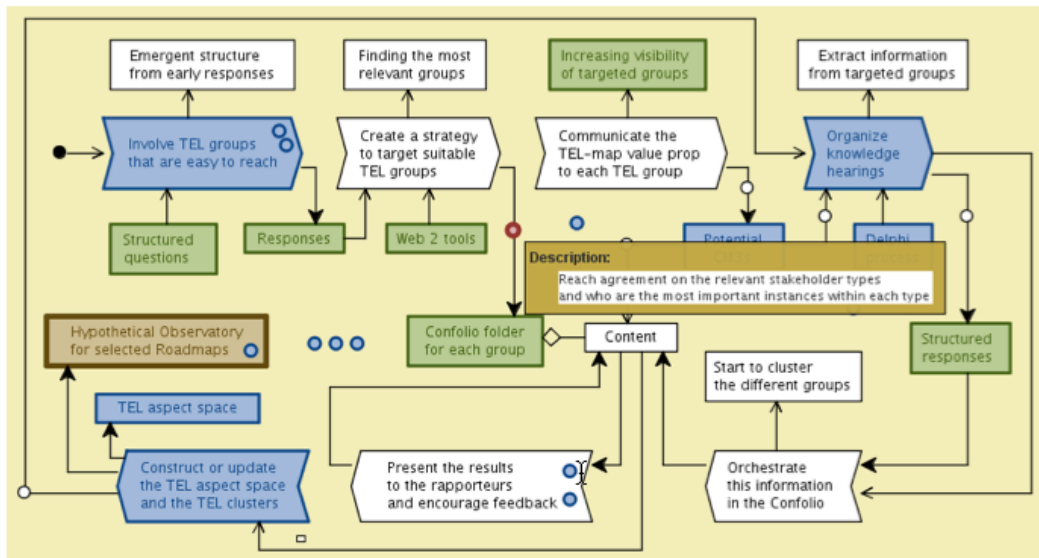 Emergent structure
from early responses
Finding the most
relevant groups
Increasing visibility
of targeted groups
Extract information
from targeted groups
Involve TEL groups
that are easy to reach
Create a strategy
to target suitable
TEL groups
Communicate the
TEL-map value prop
to each TEL group
Organize
knowledge
hearings
Structured
questions
Responses
Web 2 tools
Potential
Delphi
Description:
Reach agreement on the relevant stakeholder types
and who are the most important instances within each type
Hypothetical Observatory
for selected Roadmaps
Confolio folder
for each group
Content
Structured
responses
Start to cluster
the different groups
TEL aspect space
Construct or update
the TEL aspect space
and the TEL clusters
Present the results
to the rapporteurs
and encourage feedback
Orchestrate
this information
in the Confolio